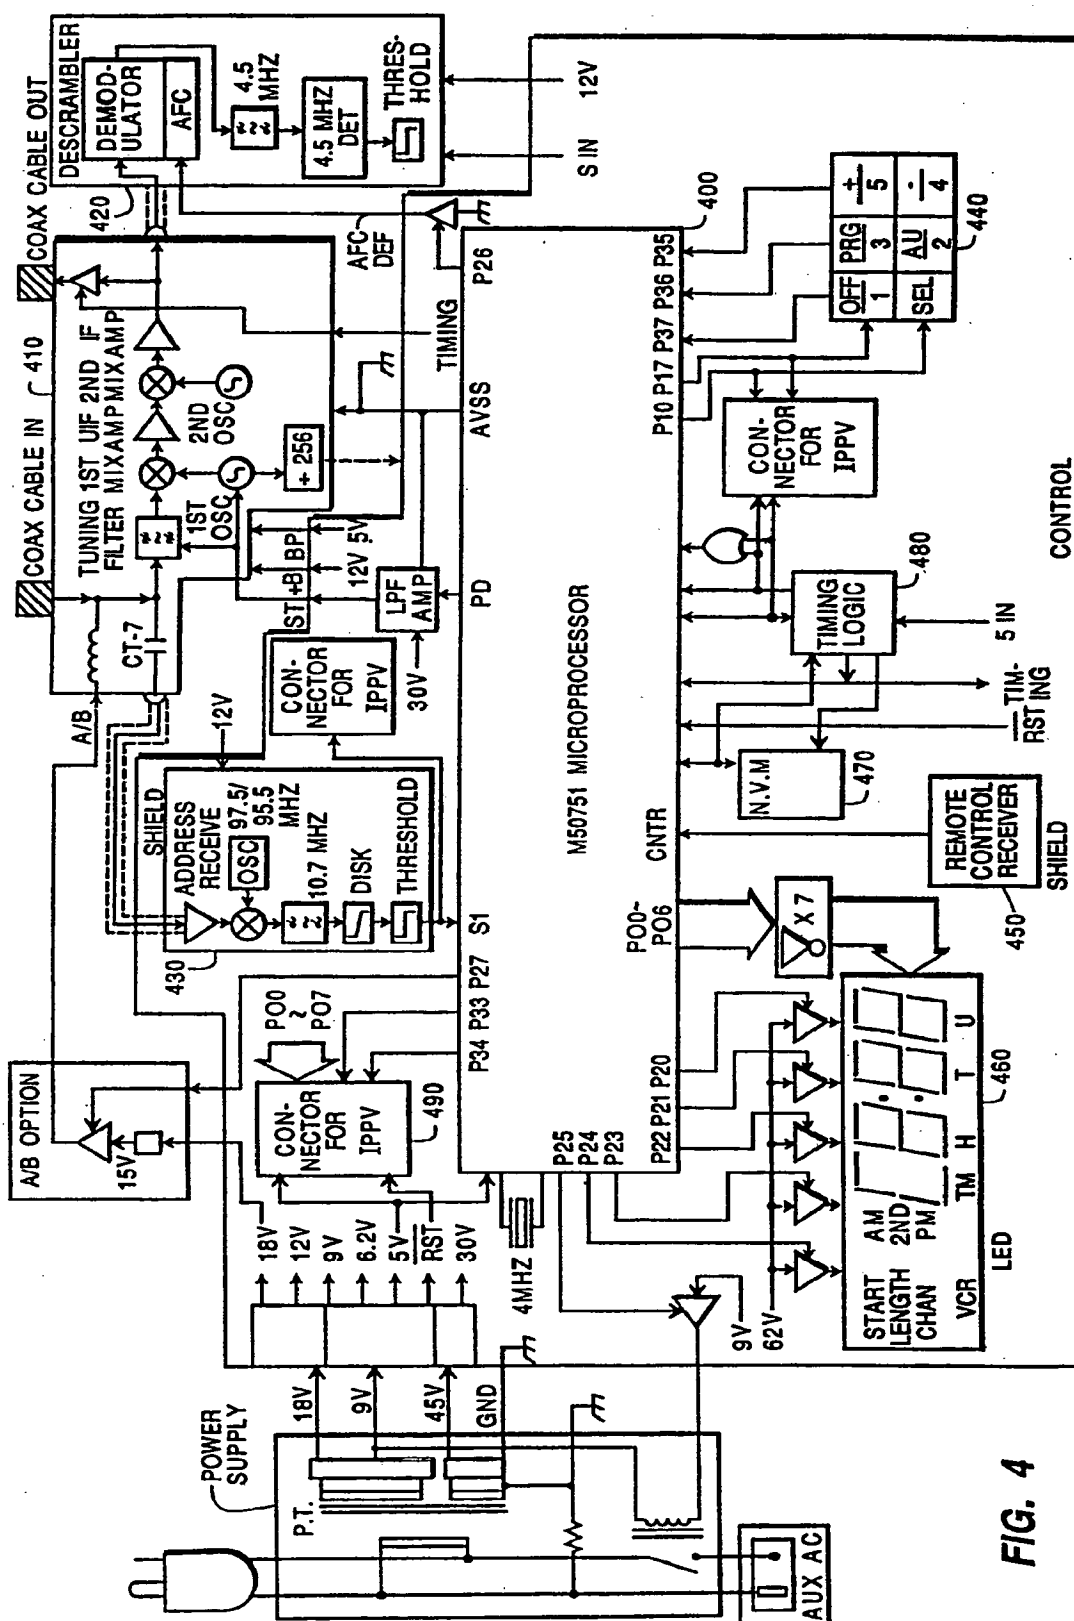 COAX CABLE IN
410
COAX CABLE OUT
TUNING 1ST UIF 2ND IF
FILTER MIX AMP MIX AMP
1ST
OSC
2ND
OSC
÷ 256
CT-7
A/B
ST +B BP
12V 5V
420
DESCRAMBLER
DEMOD-
ULATOR
AFC
4.5
MHZ
4.5 MHZ
DET
THRES-
HOLD
S IN
12V
AFC
DEF
TIMING
A/B OPTION
15V
SHIELD
ADDRESS
RECEIVE
OSC
97.5/
95.5
MHZ
10.7 MHZ
DISK
THRESHOLD
430
12V
CON-
NECTOR
FOR
IPPV
30V
LPF
AMP
PO0
~
PO7
CON-
NECTOR
FOR
IPPV
490
POWER
SUPPLY
P.T.
18V
9V
45V
GND
18V
12V
9V
6.2V
5V
RST
30V
4MHZ
AUX AC
P34 P33 P27 S1 PD AVSS P26
M50751 MICROPROCESSOR
400
P25
P24
P23
P22 P21 P20 PO0~
PO6
CNTR
P10 P17 P37 P36 P35
9V
62V
X 7
START
LENGTH
CHAN
VCR
AM
2ND
PM
TM H T U
LED
460
REMOTE
CONTROL
RECEIVER
450
SHIELD
N.V.M
470
RST
TIM-
ING
TIMING
LOGIC
480
5 IN
CON-
NECTOR
FOR
IPPV
OFF
1
PRG
3
+
5
SEL
AU
2
-
4
440
CONTROL
FIG. 4